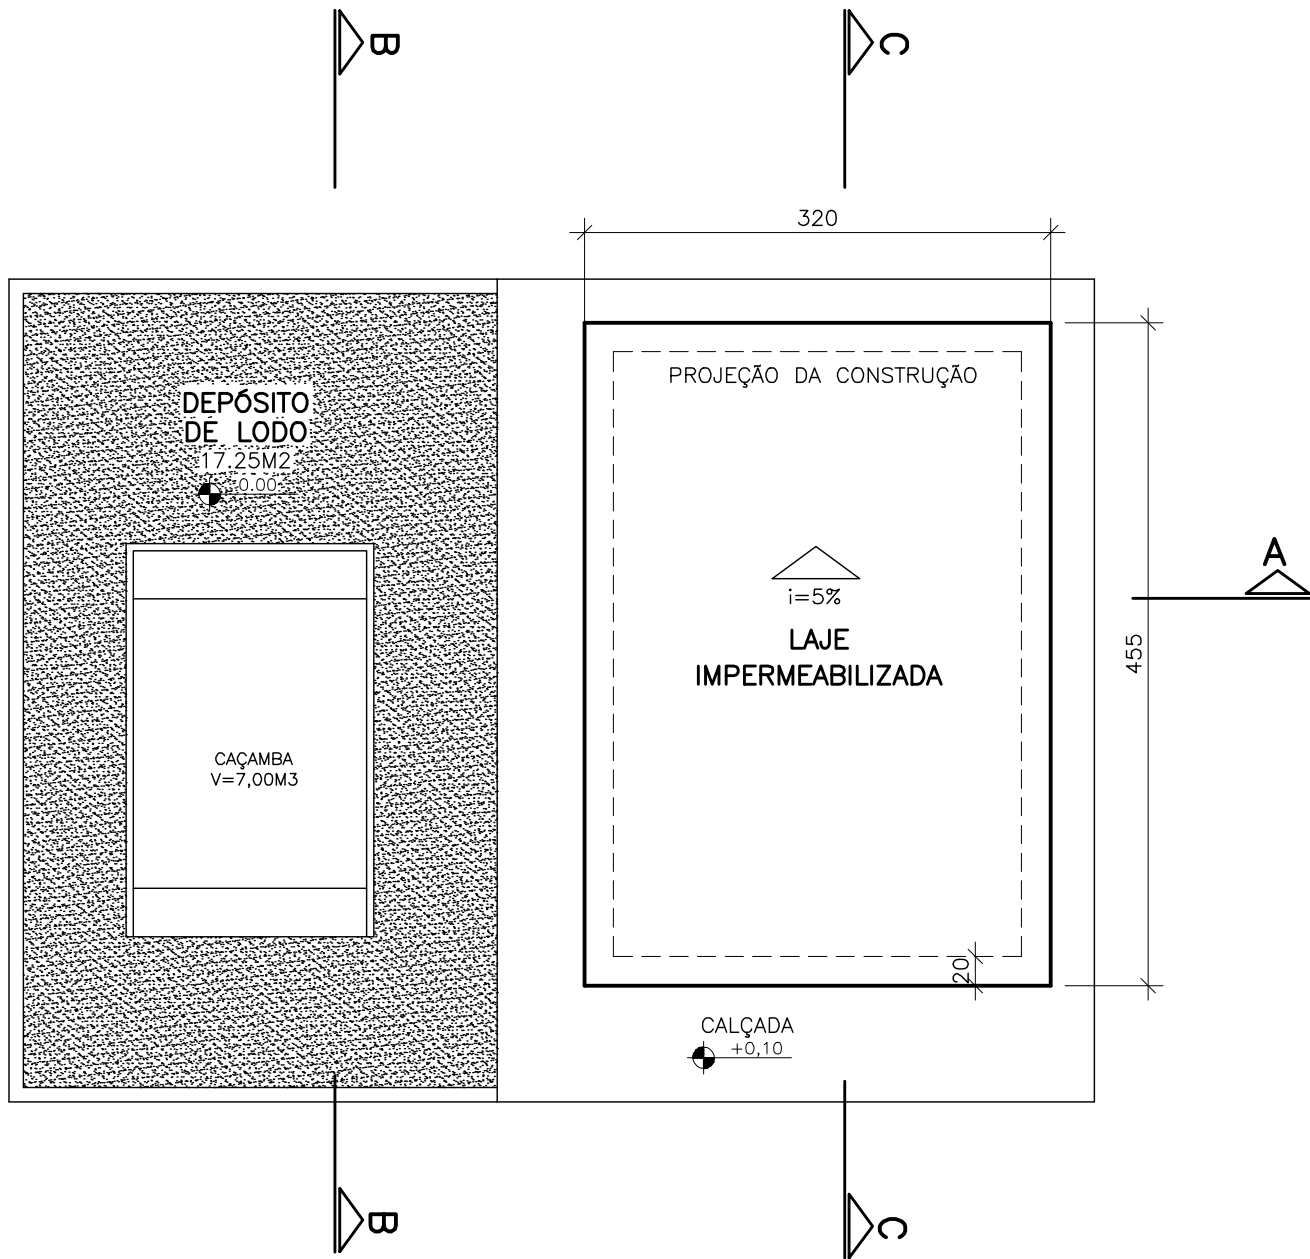 B
C
320
PROJEÇÃO DA CONSTRUÇÃO
DEPÓSITO
DE LODO
17.25M2
0.00
A
i=5%
LAJE
IMPERMEABILIZADA
455
CAÇAMBA
V=7,00M3
20
CALÇADA
+0,10
B
C